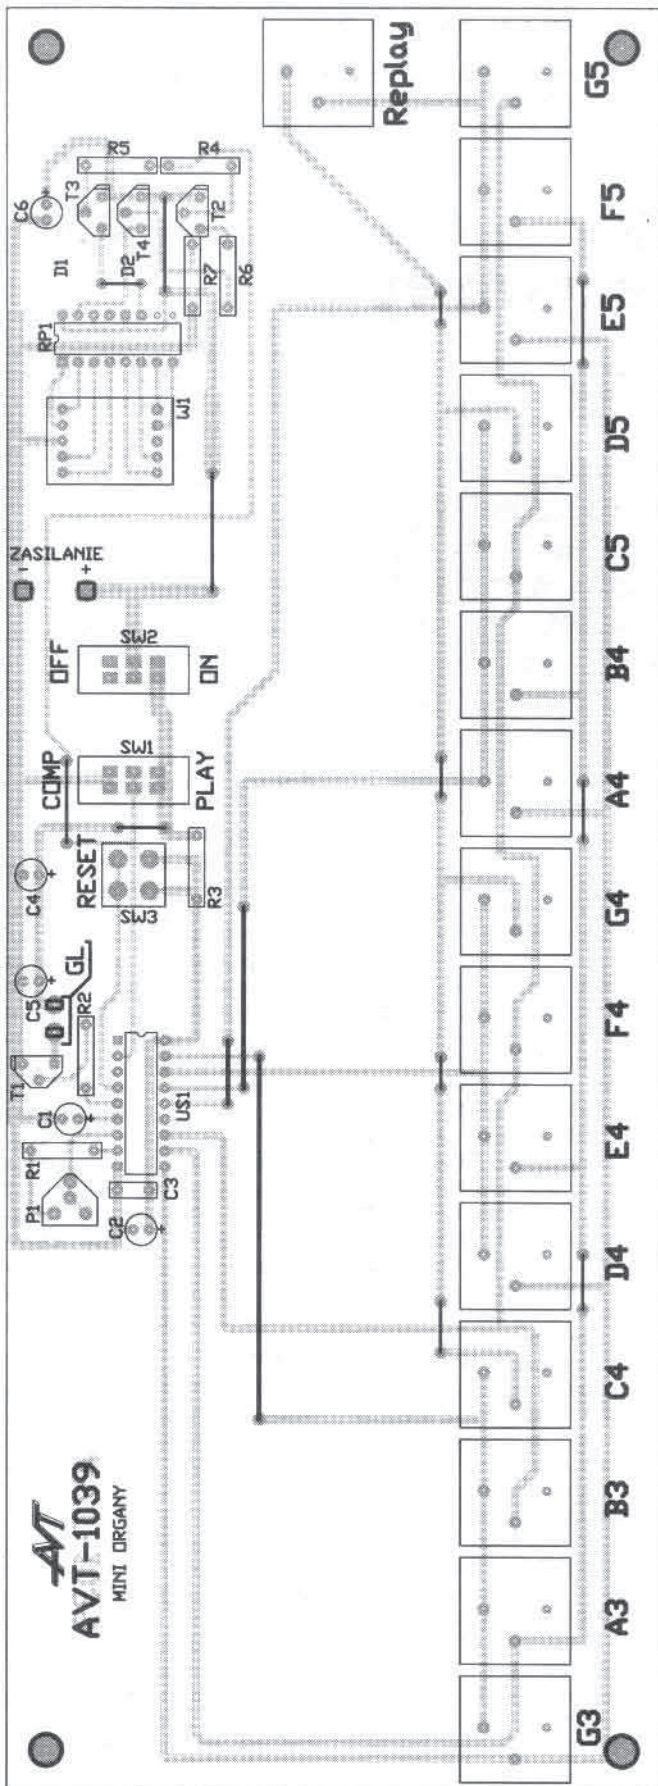 Replay
G5
F5
E5
D5
C5
B4
A4
G4
F4
E4
D4
C4
B3
A3
G3
R5
R4
C6
T3
T4
T2
D1
D2
R7
R6
RP1
W1
ZASILANIE
- +
OFF
SW2
ON
COMP
SW1
PLAY
RESET
SW3
R3
C4
C5
GL
R2
T1
C1
US1
R1
P1
C3
C2
AVT
AVT-1039
MINI ORGANY